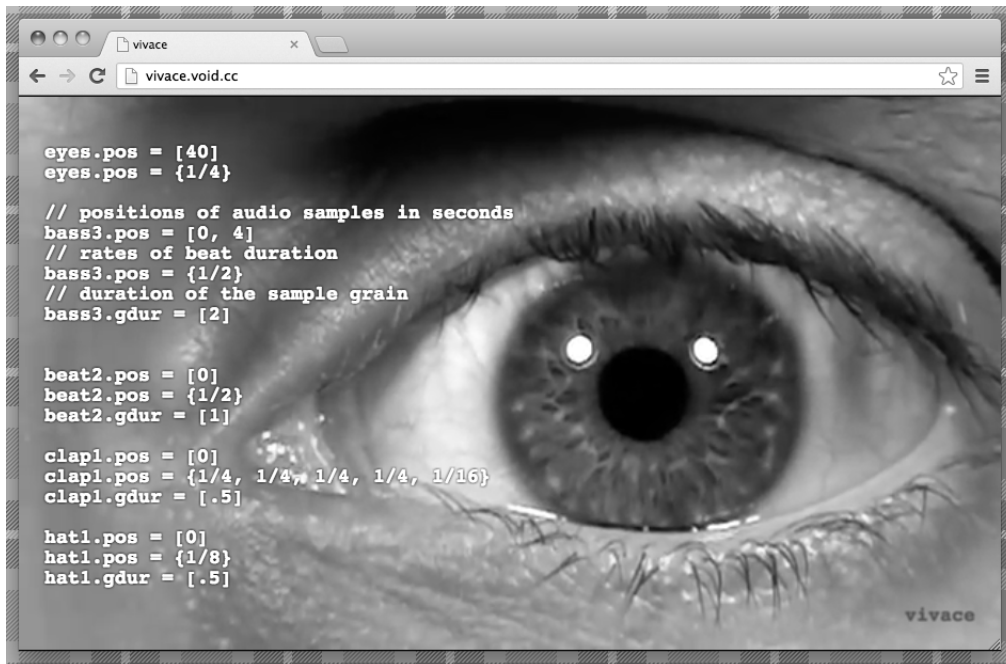 vivace
vivace.void.cc
eyes.pos = [40]
eyes.pos = {1/4}
// positions of audio samples in seconds
bass3.pos = [0, 4]
// rates of beat duration
bass3.pos = {1/2}
// duration of the sample grain
bass3.gdur = [2]
beat2.pos = [0]
beat2.pos = {1/2}
beat2.gdur = [1]
clap1.pos = [0]
clap1.pos = {1/4, 1/4, 1/4, 1/4, 1/16}
clap1.gdur = [.5]
hat1.pos = [0]
hat1.pos = {1/8}
hat1.gdur = [.5]
vivace